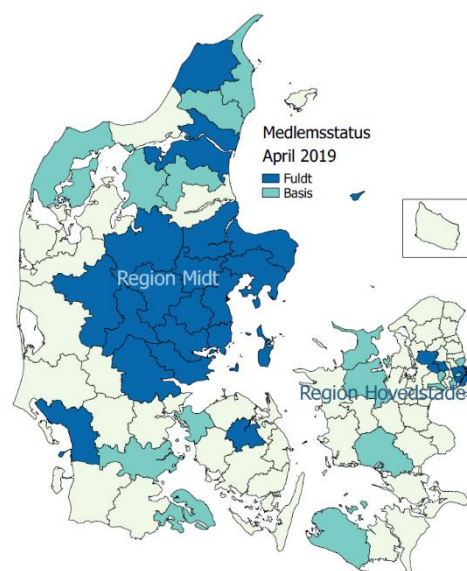 Medlemsstatus
April 2019
Fuldt
Basis
Region Midt
Region Hovedstade